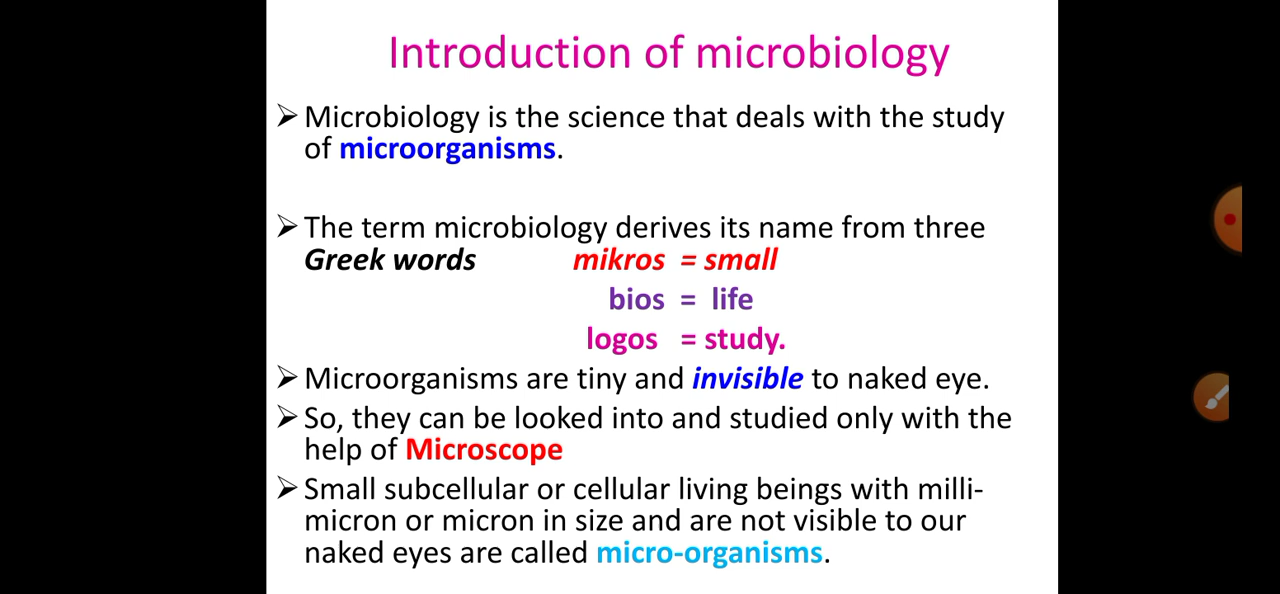 Introduction of microbiology
➢ Microbiology is the science that deals with the study
of microorganisms.
➢ The term microbiology derives its name from three
Greek words mikros = small
bios = life
logos = study.
➢ Microorganisms are tiny and invisible to naked eye.
➢ So, they can be looked into and studied only with the
help of Microscope
➢ Small subcellular or cellular living beings with milli-
micron or micron in size and are not visible to our
naked eyes are called micro-organisms.